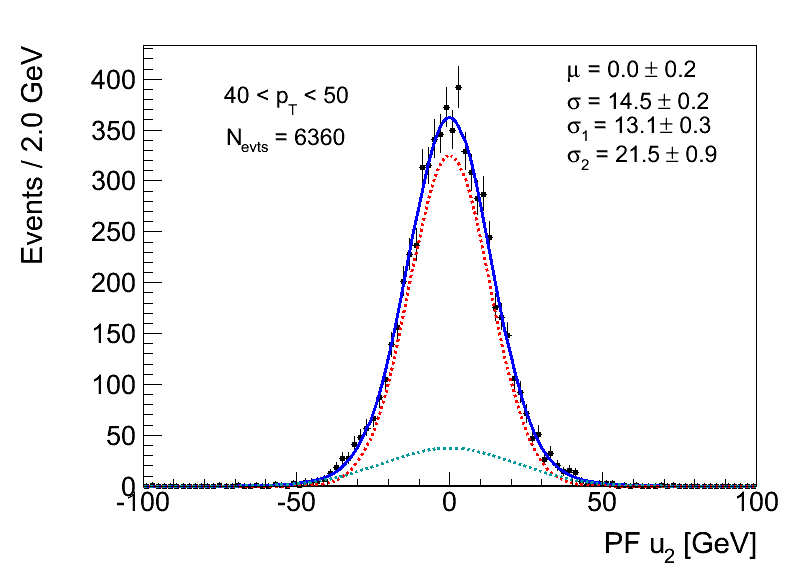 Events / 2.0 GeV
400
350
300
250
200
150
100
50
0
40 < p_T < 50
N_evts = 6360
μ = 0.0 ± 0.2
σ = 14.5 ± 0.2
σ_1 = 13.1 ± 0.3
σ_2 = 21.5 ± 0.9
-100 -50 0 50 100
PF u_2 [GeV]